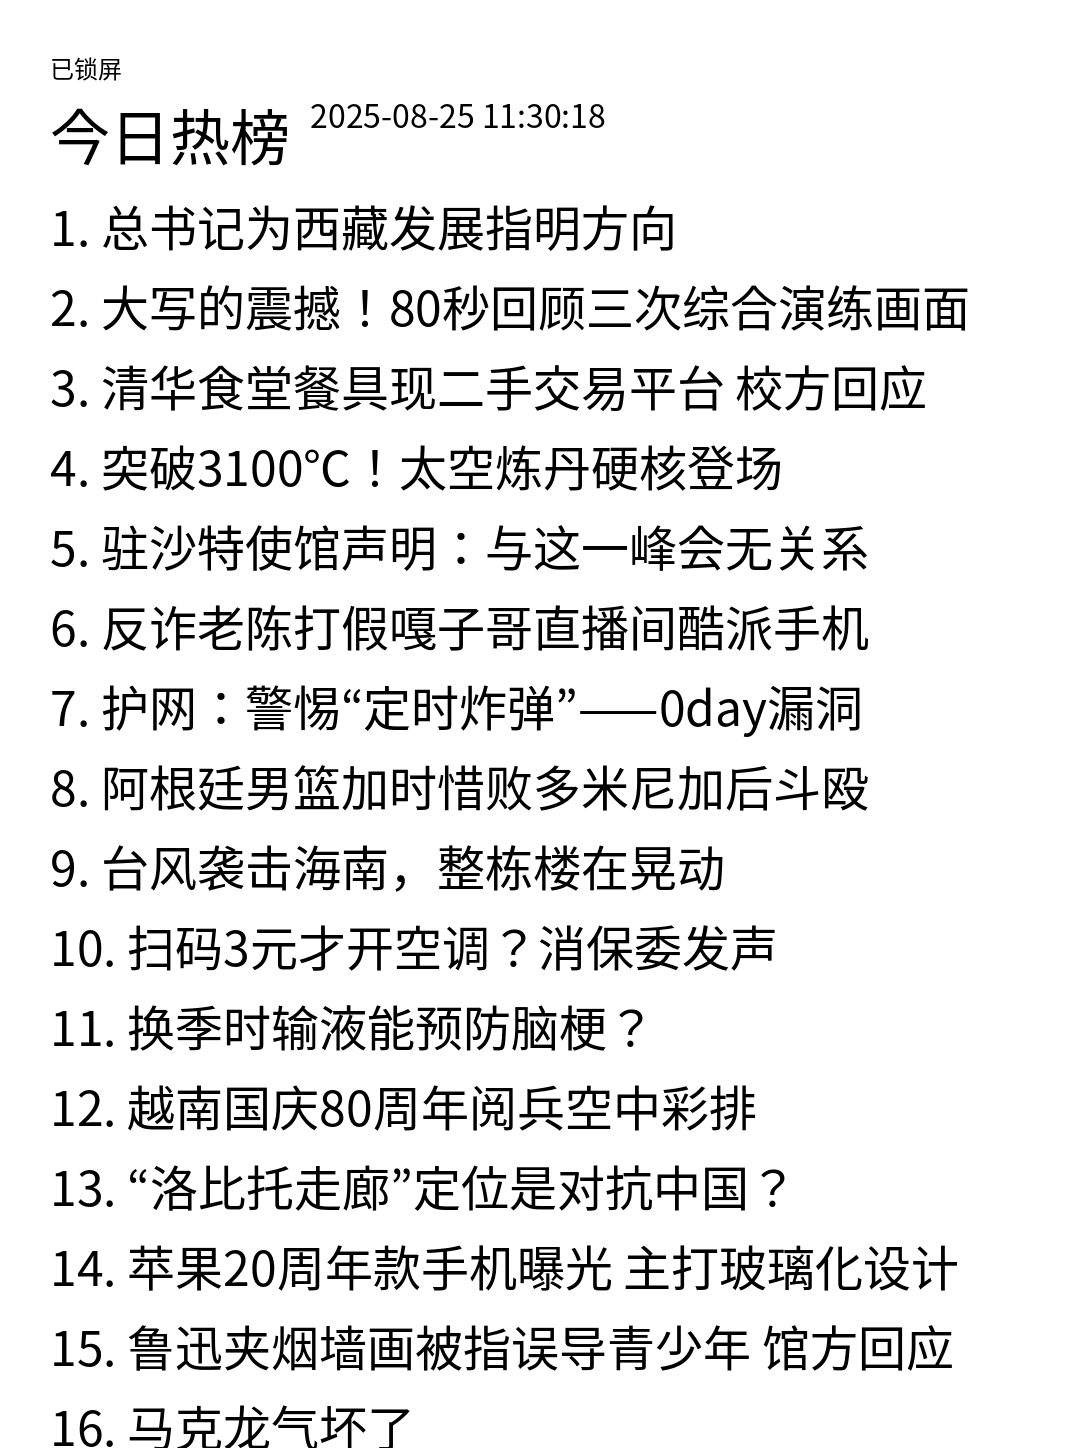 已锁屏
今日热榜 2025-08-25 11:30:18
1. 总书记为西藏发展指明方向
2. 大写的震撼！80秒回顾三次综合演练画面
3. 清华食堂餐具现二手交易平台 校方回应
4. 突破3100℃！太空炼丹硬核登场
5. 驻沙特使馆声明：与这一峰会无关系
6. 反诈老陈打假嘎子哥直播间酷派手机
7. 护网：警惕“定时炸弹”——0day漏洞
8. 阿根廷男篮加时惜败多米尼加后斗殴
9. 台风袭击海南，整栋楼在晃动
10. 扫码3元才开空调？消保委发声
11. 换季时输液能预防脑梗？
12. 越南国庆80周年阅兵空中彩排
13. “洛比托走廊”定位是对抗中国？
14. 苹果20周年款手机曝光 主打玻璃化设计
15. 鲁迅夹烟墙画被指误导青少年 馆方回应
16. 马克龙气坏了